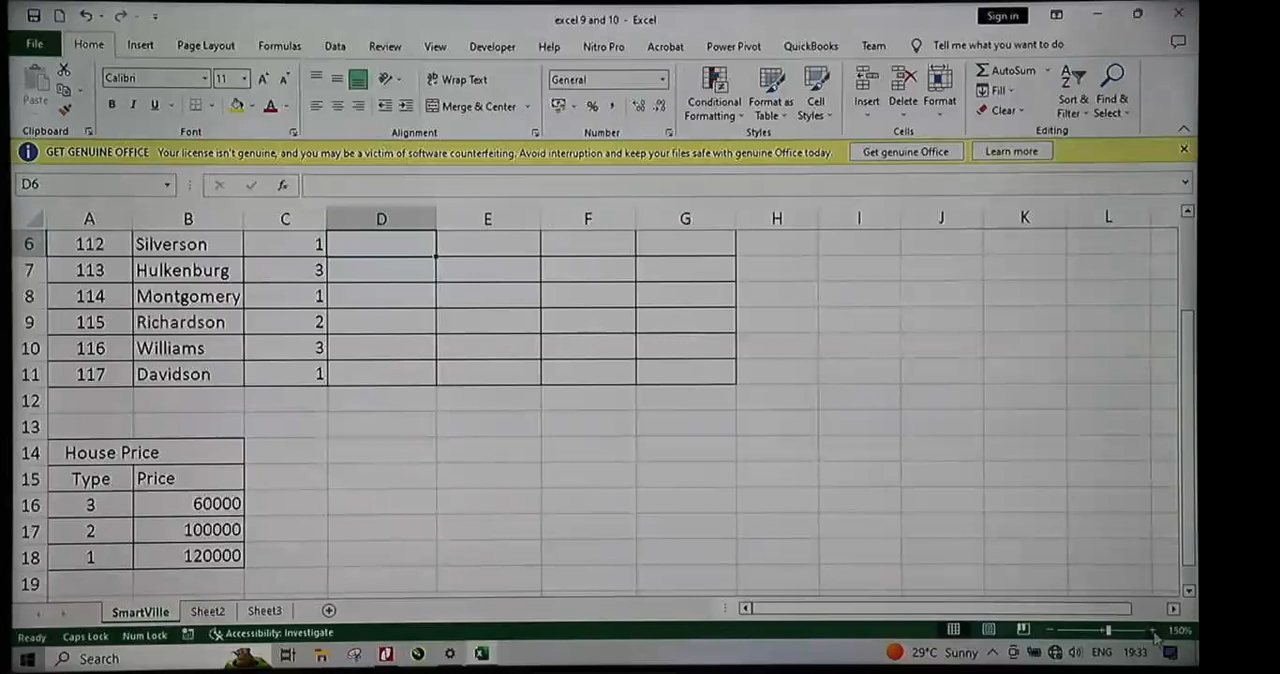 excel 9 and 10 - Excel
Sign in
File Home Insert Page Layout Formulas Data Review View Developer Help Nitro Pro Acrobat Power Pivot QuickBooks Team Tell me what you want to do
Paste
Calibri 11
B I U
A A A
Wrap Text
Merge & Center
General
%
Conditional Formatting
Format as Table
Cell Styles
Insert Delete Format
AutoSum
Fill
Clear
Sort & Filter
Find & Select
Clipboard Font Alignment Number Styles Cells Editing
GET GENUINE OFFICE Your license isn't genuine, and you may be a victim of software counterfeiting. Avoid interruption and keep your files safe with genuine Office today. Get genuine Office Learn more
D6 fx
A B C D E F G H I J K L
6 112 Silverson 1
7 113 Hulkenburg 3
8 114 Montgomery 1
9 115 Richardson 2
10 116 Williams 3
11 117 Davidson 1
12
13
14 House Price
15 Type Price
16 3 60000
17 2 100000
18 1 120000
19
SmartVille Sheet2 Sheet3
Ready Caps Lock Num Lock Accessibility: Investigate 150%
Search 29°C Sunny ENG 19:33